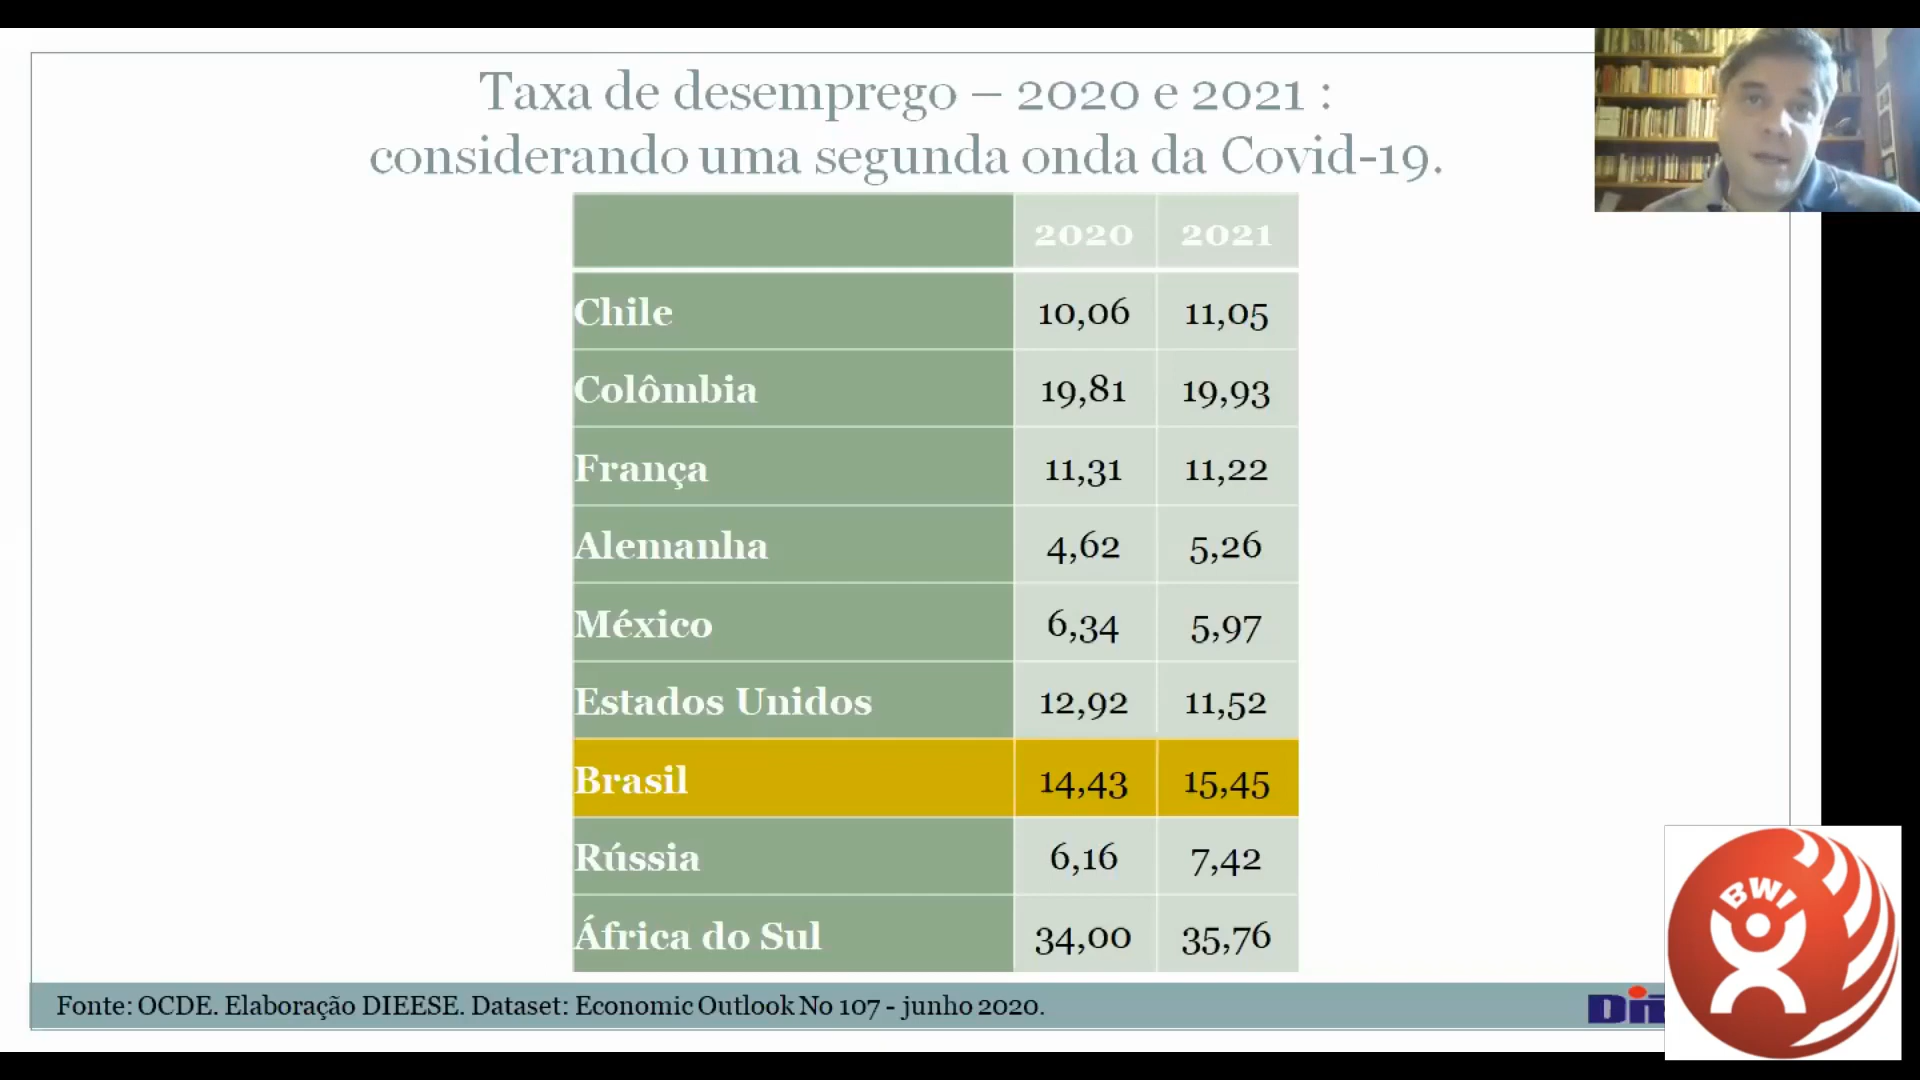 Taxa de desemprego – 2020 e 2021 :
considerando uma segunda onda da Covid-19.
2020 2021
Chile 10,06 11,05
Colômbia 19,81 19,93
França 11,31 11,22
Alemanha 4,62 5,26
México 6,34 5,97
Estados Unidos 12,92 11,52
Brasil 14,43 15,45
Rússia 6,16 7,42
África do Sul 34,00 35,76
Fonte: OCDE. Elaboração DIEESE. Dataset: Economic Outlook No 107 - junho 2020.
BWI